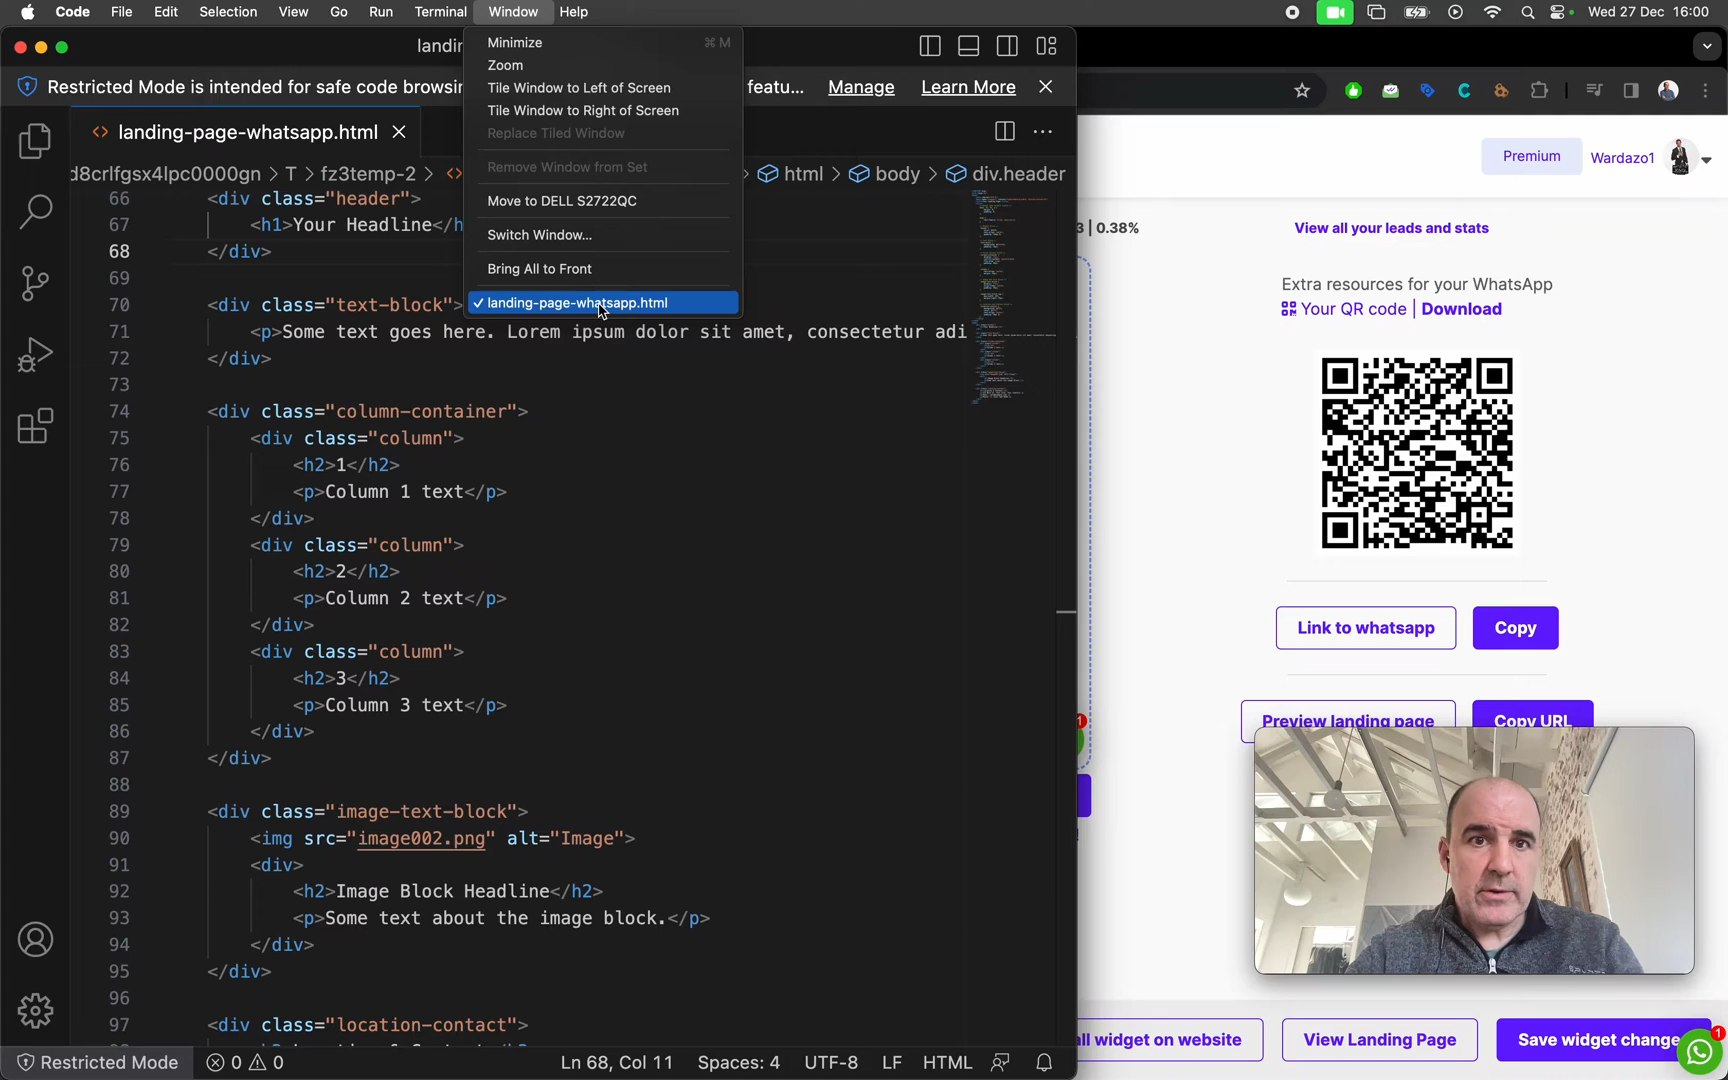 Code File Edit Selection View Go Run Terminal Window Help Wed 27 Dec 16:00
landin
Minimize ⌘ M
Zoom
Tile Window to Left of Screen
Tile Window to Right of Screen
Replace Tiled Window
Remove Window from Set
Move to DELL S2722QC
Switch Window...
Bring All to Front
✓ landing-page-whatsapp.html
Restricted Mode is intended for safe code browsin featu... Manage Learn More
<> landing-page-whatsapp.html
d8crlfgsx4lpc0000gn > T > fz3temp-2 > <> > html > body > div.header
66 <div class="header">
67 <h1>Your Headline</h
68 </div>
69
70 <div class="text-block">
71 <p>Some text goes here. Lorem ipsum dolor sit amet, consectetur adi
72 </div>
73
74 <div class="column-container">
75 <div class="column">
76 <h2>1</h2>
77 <p>Column 1 text</p>
78 </div>
79 <div class="column">
80 <h2>2</h2>
81 <p>Column 2 text</p>
82 </div>
83 <div class="column">
84 <h2>3</h2>
85 <p>Column 3 text</p>
86 </div>
87 </div>
88
89 <div class="image-text-block">
90 <img src="image002.png" alt="Image">
91 <div>
92 <h2>Image Block Headline</h2>
93 <p>Some text about the image block.</p>
94 </div>
95 </div>
96
97 <div class="location-contact">
Restricted Mode 0 0 Ln 68, Col 11 Spaces: 4 UTF-8 LF HTML
Premium Wardazo1
3 | 0.38% View all your leads and stats
Extra resources for your WhatsApp
Your QR code | Download
Link to whatsapp Copy
Preview landing page Copy URL
1
all widget on website View Landing Page Save widget change
1